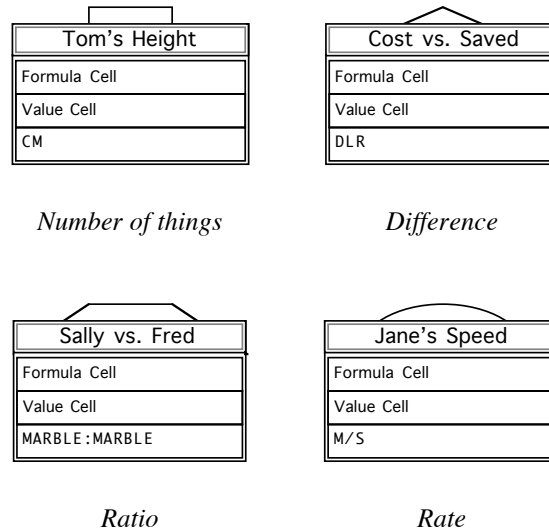 Tom's Height
Formula Cell
Value Cell
CM
Number of things
Cost vs. Saved
Formula Cell
Value Cell
DLR
Difference
Sally vs. Fred
Formula Cell
Value Cell
MARBLE:MARBLE
Ratio
Jane's Speed
Formula Cell
Value Cell
M/S
Rate